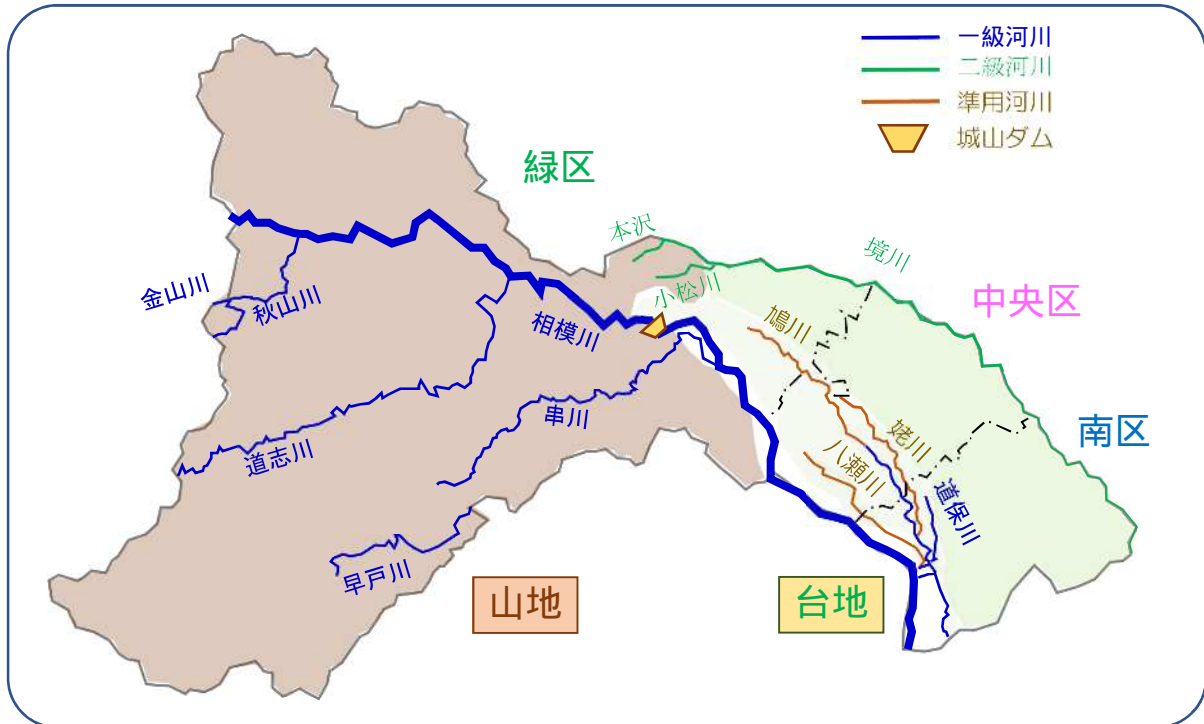 一級河川
二級河川
準用河川
城山ダム
緑区
本沢
境川
小松川
中央区
金山川
秋山川
相模川
鳩川
串川
姥川
南区
道志川
八瀬川
道保川
早戸川
山地
台地